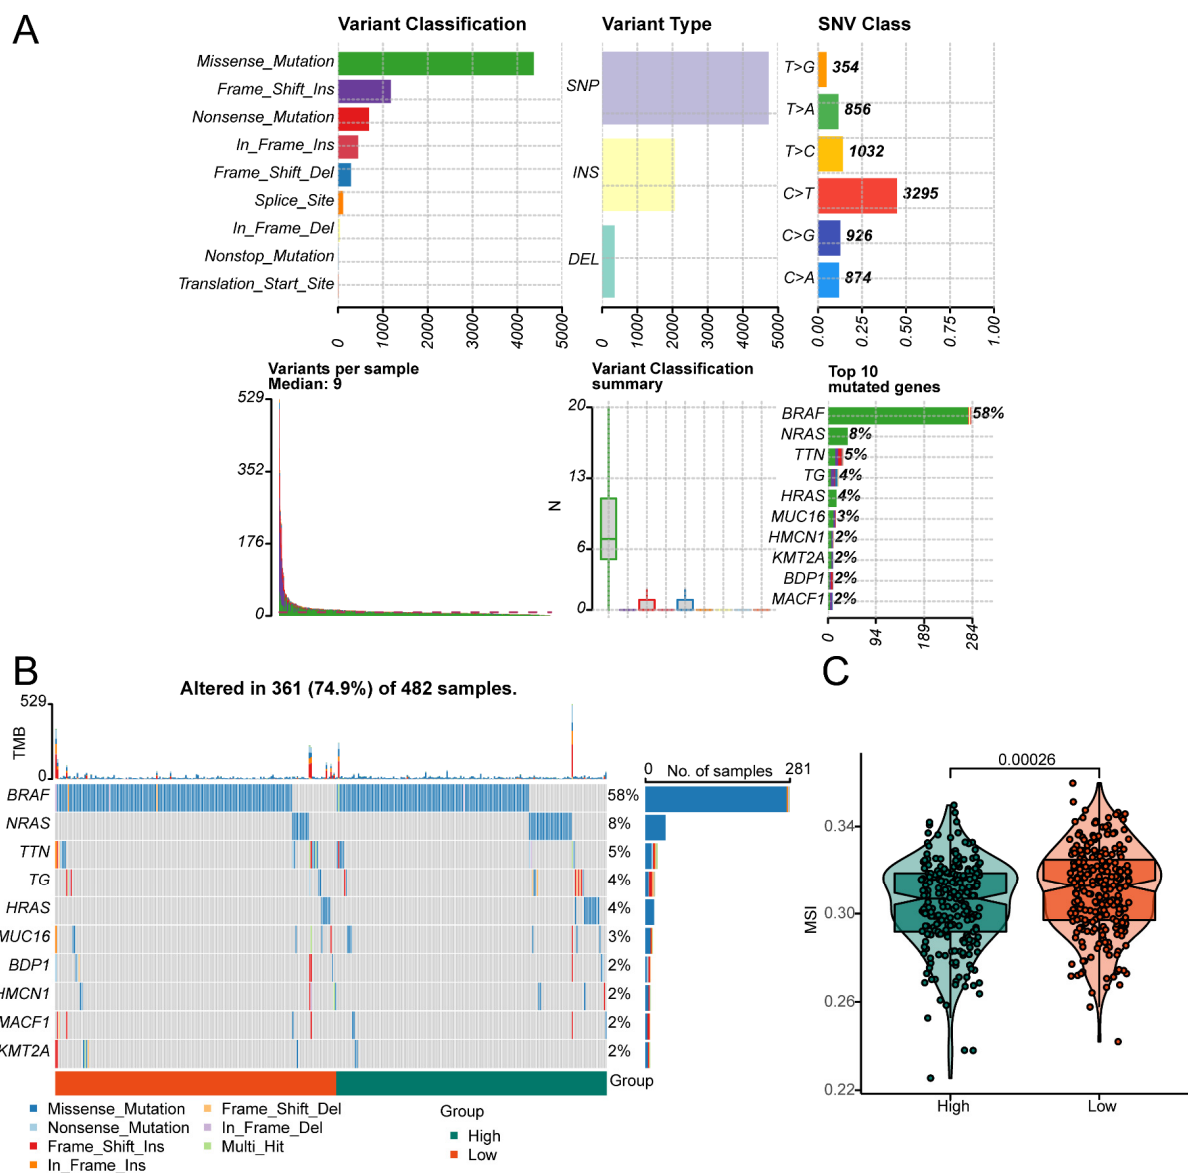 A
Variant Classification
Missense_Mutation
Frame_Shift_Ins
Nonsense_Mutation
In_Frame_Ins
Frame_Shift_Del
Splice_Site
In_Frame_Del
Nonstop_Mutation
Translation_Start_Site
0 1000 2000 3000 4000 5000
Variant Type
SNP
INS
DEL
0 1000 2000 3000 4000 5000
SNV Class
T>G 354
T>A 856
T>C 1032
C>T 3295
C>G 926
C>A 874
0.00 0.25 0.50 0.75 1.00
Variants per sample
Median: 9
529
352
176
0
Variant Classification
summary
N
20
13
6
0
Top 10
mutated genes
BRAF 58%
NRAS 8%
TTN 5%
TG 4%
HRAS 4%
MUC16 3%
HMCN1 2%
KMT2A 2%
BDP1 2%
MACF1 2%
0 94 189 284
B
Altered in 361 (74.9%) of 482 samples.
TMB
529
0
0 No. of samples 281
BRAF 58%
NRAS 8%
TTN 5%
TG 4%
HRAS 4%
MUC16 3%
BDP1 2%
HMCN1 2%
MACF1 2%
KMT2A 2%
Group
Missense_Mutation
Nonsense_Mutation
Frame_Shift_Ins
In_Frame_Ins
Frame_Shift_Del
In_Frame_Del
Multi_Hit
Group
High
Low
C
0.00026
MSI
0.34
0.30
0.26
0.22
High Low